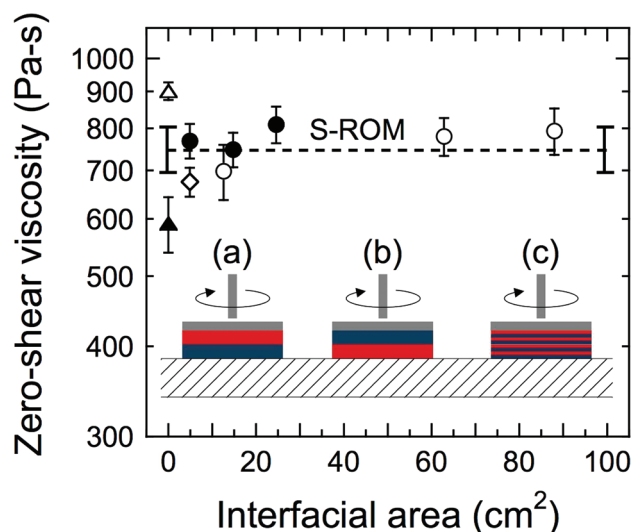 Zero-shear viscosity (Pa-s)
1000
900
800
700
600
500
400
300
S-ROM
(a) (b) (c)
0 20 40 60 80 100
Interfacial area (cm²)